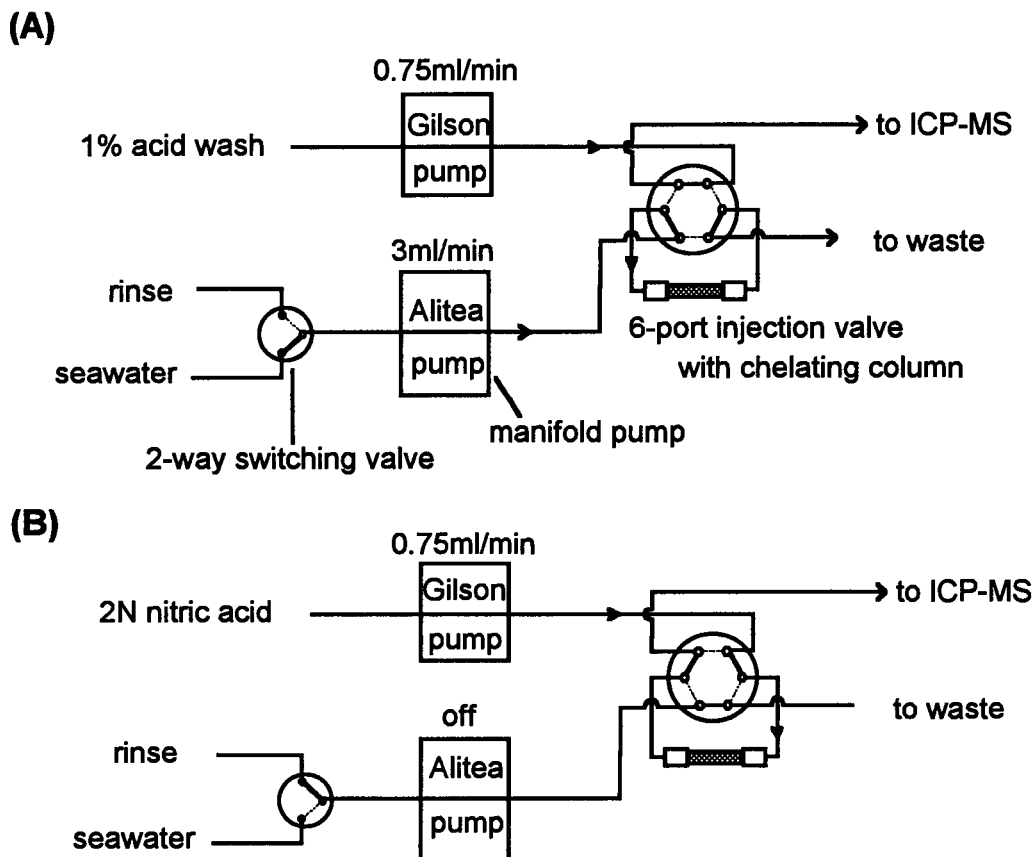 (A)
0.75ml/min
Gilson
pump
1% acid wash
to ICP-MS
to waste
3ml/min
Alitea
pump
rinse
seawater
6-port injection valve
with chelating column
manifold pump
2-way switching valve
(B)
0.75ml/min
Gilson
pump
2N nitric acid
to ICP-MS
to waste
off
Alitea
pump
rinse
seawater